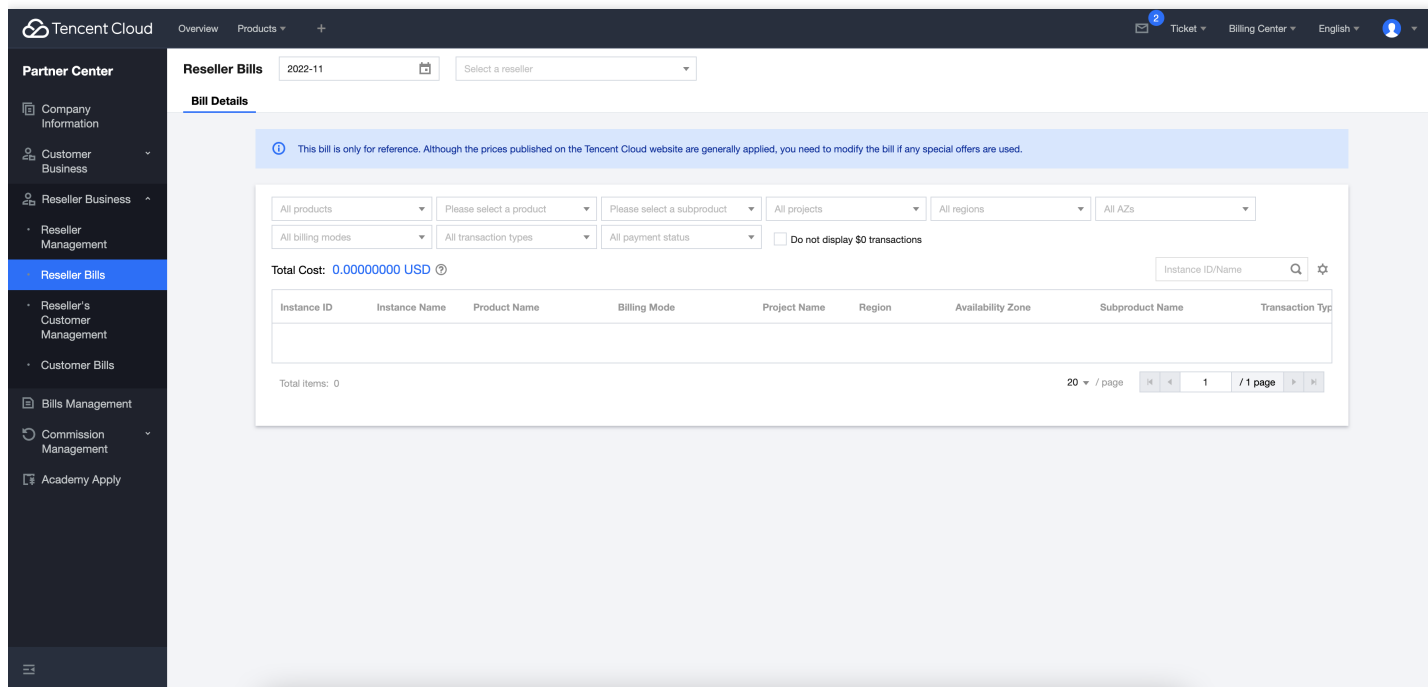 Tencent Cloud Overview Products + 2 Ticket Billing Center English
Partner Center
Company
Information
Customer
Business
Reseller Business
Reseller
Management
Reseller Bills
Reseller's
Customer
Management
Customer Bills
Bills Management
Commission
Management
Academy Apply
Reseller Bills 2022-11 Select a reseller
Bill Details
This bill is only for reference. Although the prices published on the Tencent Cloud website are generally applied, you need to modify the bill if any special offers are used.
All products Please select a product Please select a subproduct All projects All regions All AZs
All billing modes All transaction types All payment status Do not display $0 transactions
Total Cost: 0.00000000 USD Instance ID/Name
Instance ID Instance Name Product Name Billing Mode Project Name Region Availability Zone Subproduct Name Transaction Typ
Total items: 0 20 / page 1 / 1 page